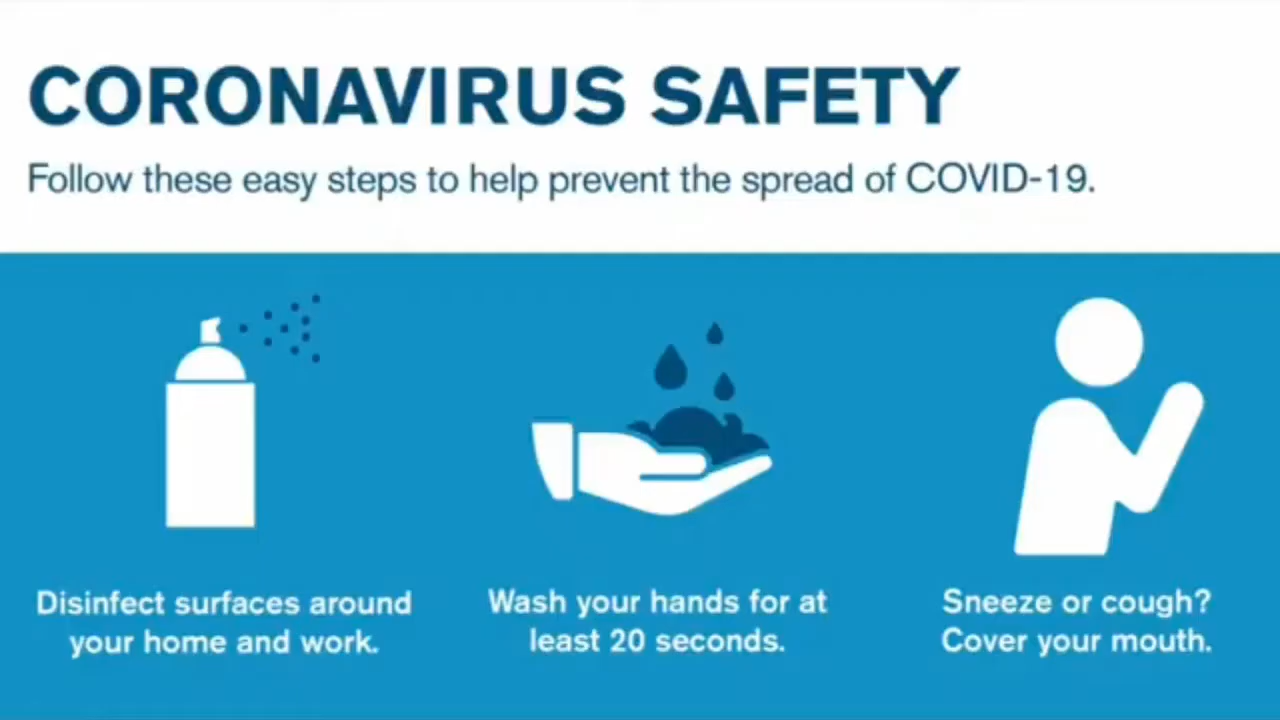 CORONAVIRUS SAFETY
Follow these easy steps to help prevent the spread of COVID-19.
Disinfect surfaces around
your home and work.
Wash your hands for at
least 20 seconds.
Sneeze or cough?
Cover your mouth.